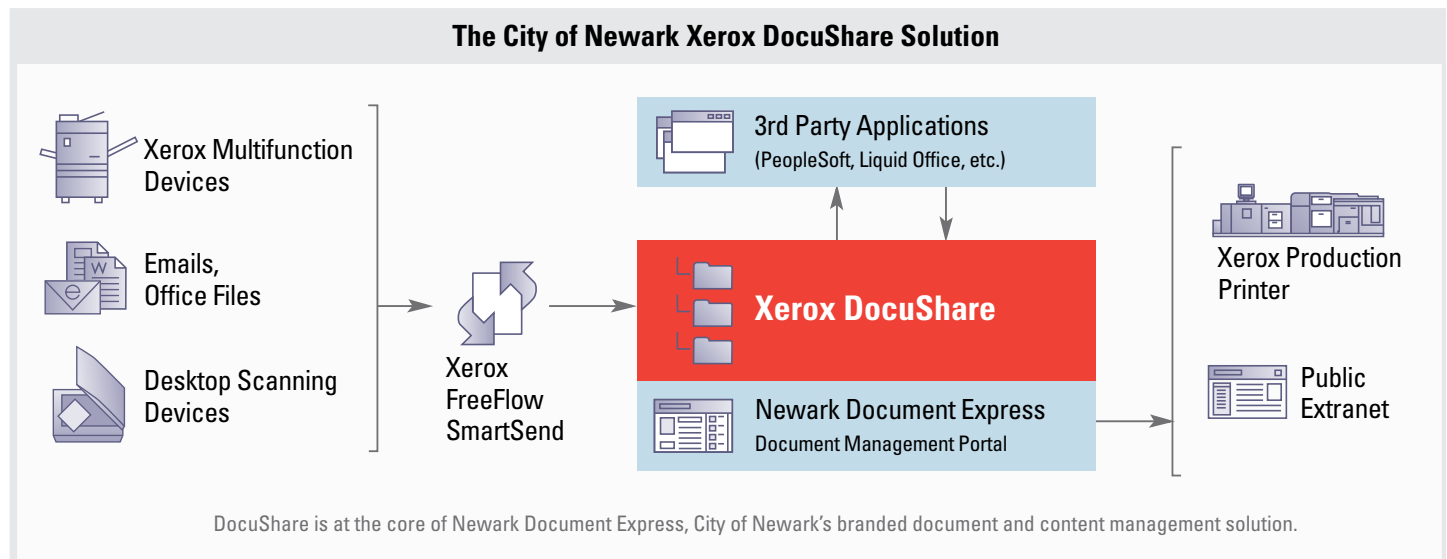 The City of Newark Xerox DocuShare Solution
Xerox Multifunction
Devices
Emails,
Office Files
W
e
Desktop Scanning
Devices
Xerox
FreeFlow
SmartSend
3rd Party Applications
(PeopleSoft, Liquid Office, etc.)
Xerox DocuShare
Newark Document Express
Document Management Portal
Xerox Production
Printer
Public
Extranet
DocuShare is at the core of Newark Document Express, City of Newark's branded document and content management solution.